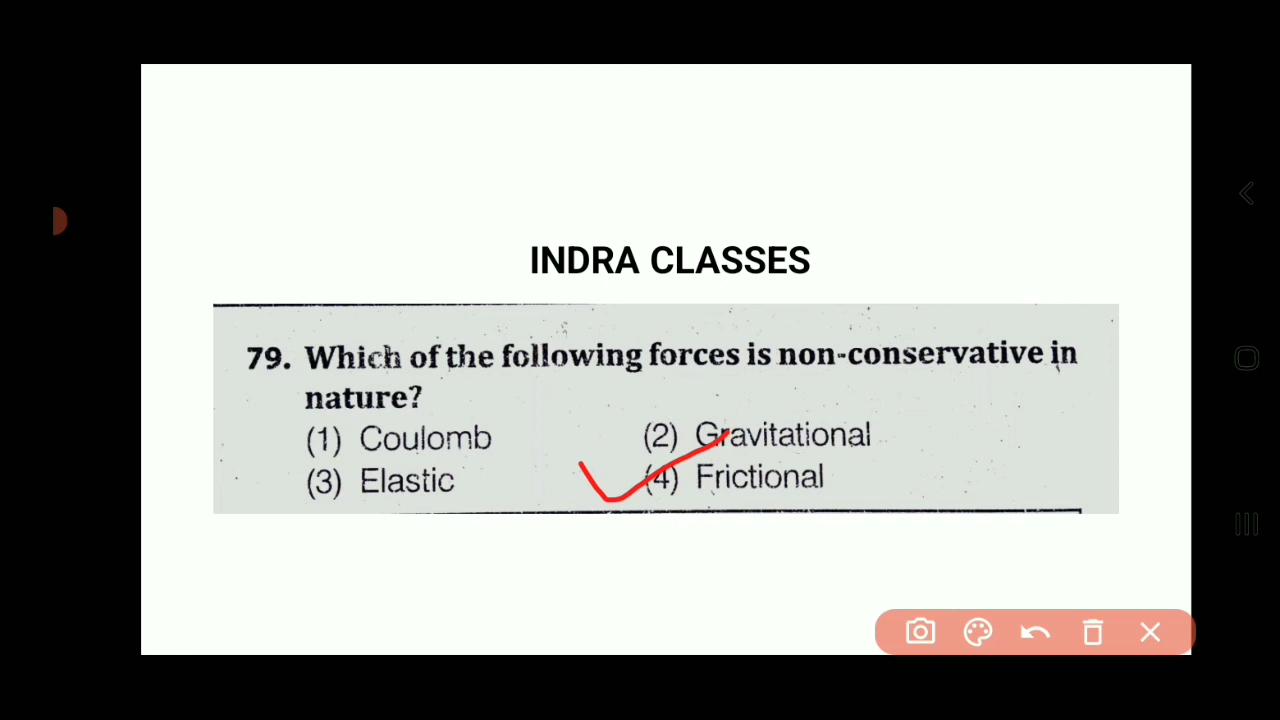 INDRA CLASSES
79. Which of the following forces is non-conservative in
nature?
(1) Coulomb (2) Gravitational
(3) Elastic (4) Frictional